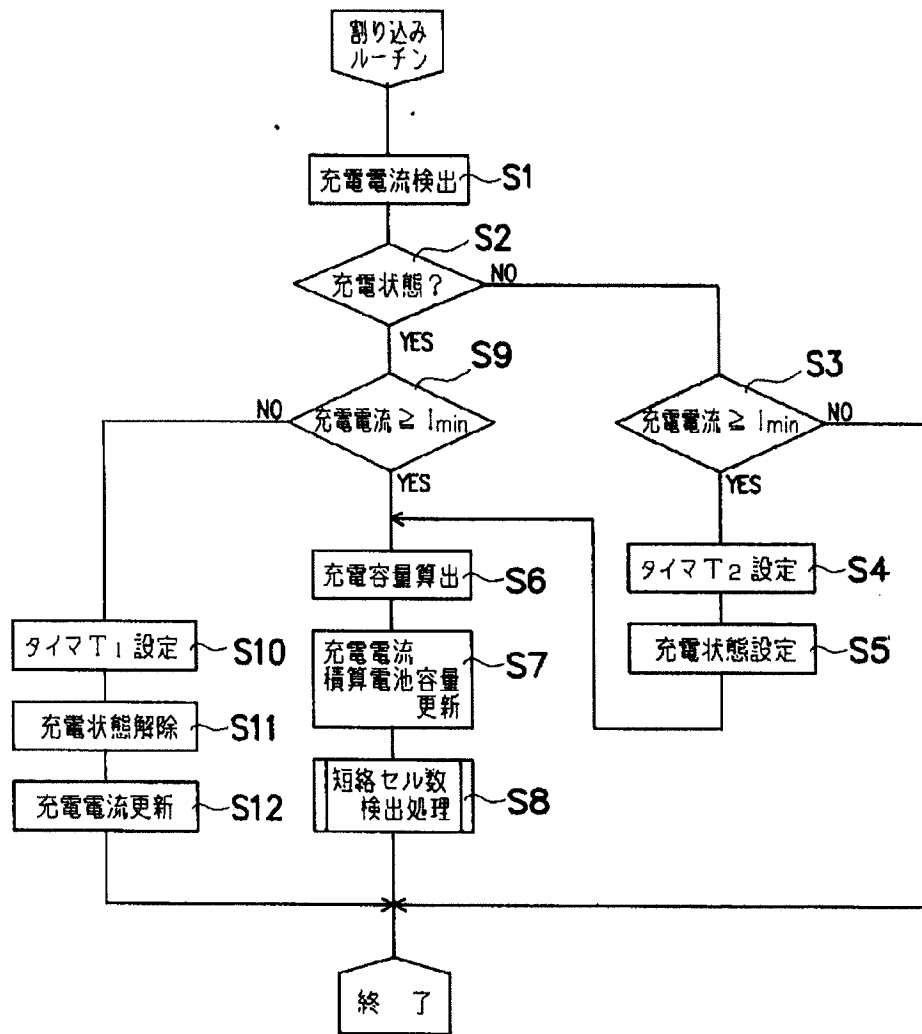 割り込み
ルーチン
充電電流検出
S1
S2
充電状態?
NO
YES
S9
S3
NO
充電電流≧Imin
充電電流≧Imin
NO
YES
YES
充電容量算出
S6
タイマT2設定
S4
タイマT1設定
S10
充電電流
積算電池容量
更新
S7
充電状態設定
S5
充電状態解除
S11
短絡セル数
検出処理
S8
充電電流更新
S12
終了